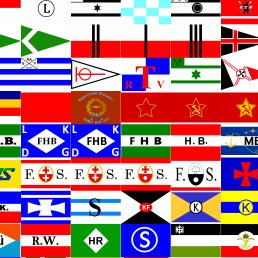 L
R T V
.B.
L K FHB D G
L K FHB D G
F H B
H. B.
ME
F. S.
F. S.
F. S.
F. S.
S
KF
K
K
ü
R.W.
HR
S